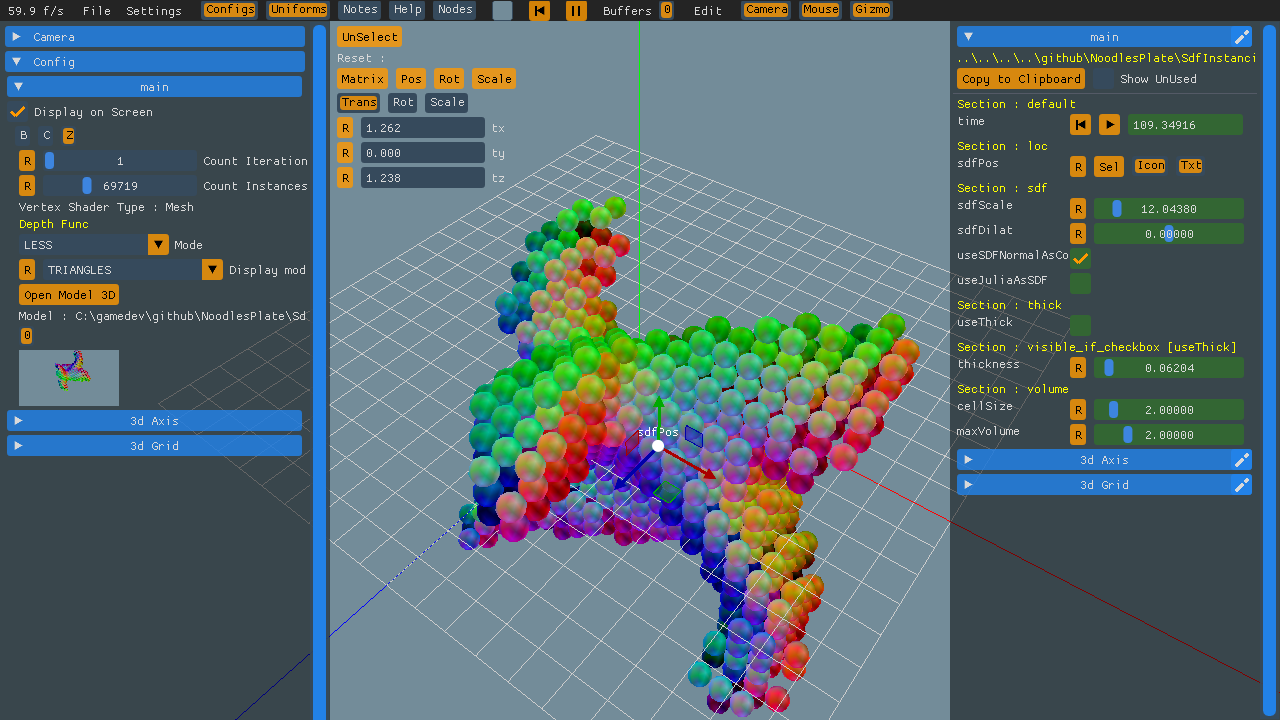 59.9 f/s File Settings Configs Uniforms Notes Help Nodes Buffers 0 Edit Camera Mouse Gizmo
Camera
Config
main
Display on Screen
B C Z
R 1 Count Iteration
R 69719 Count Instances
Vertex Shader Type : Mesh
Depth Func
LESS Mode
R TRIANGLES Display mod
Open Model 3D
Model : C:\gamedev\github\NoodlesPlate\Sd
0
3d Axis
3d Grid
UnSelect
Reset :
Matrix Pos Rot Scale
Trans Rot Scale
R 1.262 tx
R 0.000 ty
R 1.238 tz
sdfPos
main
..\..\..\..\github\NoodlesPlate\SdfInstanci
Copy to Clipboard Show UnUsed
Section : default
time 109.34916
Section : loc
sdfPos R Sel Icon Txt
Section : sdf
sdfScale R 12.04380
sdfDilat R 0.00000
useSDFNormalAsCo
useJuliaAsSDF
Section : thick
useThick
Section : visible_if_checkbox [useThick]
thickness R 0.06204
Section : volume
cellSize R 2.00000
maxVolume R 2.00000
3d Axis
3d Grid